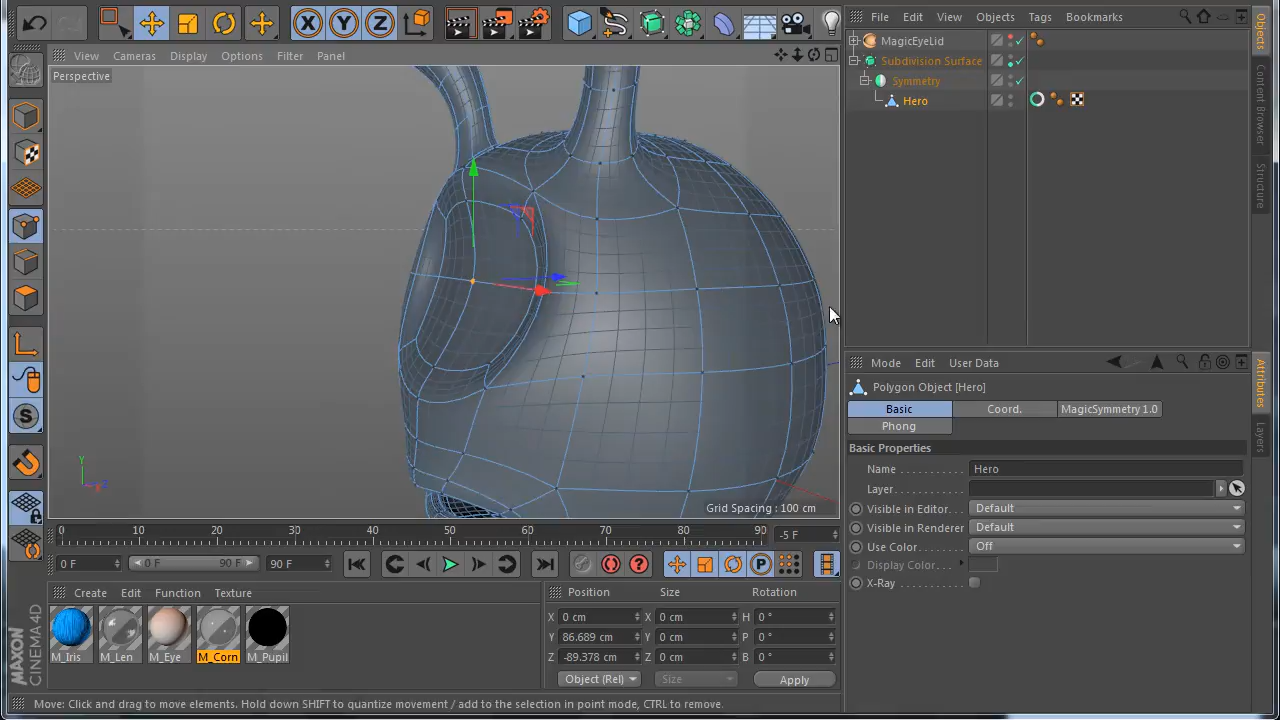 File Edit View Objects Tags Bookmarks
X Y Z
MagicEyeLid
Subdivision Surface
Symmetry
Hero
View Cameras Display Options Filter Panel
Perspective
Y
Grid Spacing : 100 cm
Objects
Content Browser
Structure
Mode Edit User Data
Polygon Object [Hero]
Basic Coord. MagicSymmetry 1.0
Phong
Attributes
Layers
Basic Properties
Name Hero
Layer
Visible in Editor Default
Visible in Renderer Default
Use Color Off
Display Color
X-Ray
S
0 10 20 30 40 50 60 70 80 90 -5 F
0 F 0 F 90 F 90 F
P
Create Edit Function Texture
M_Iris M_Len M_Eye M_Corn M_Pupil
Position Size Rotation
X 0 cm X 0 cm H 0 °
Y 86.689 cm Y 0 cm P 0 °
Z -89.378 cm Z 0 cm B 0 °
Object (Rel) Size Apply
MAXON
CINEMA 4D
Move: Click and drag to move elements. Hold down SHIFT to quantize movement / add to the selection in point mode, CTRL to remove.